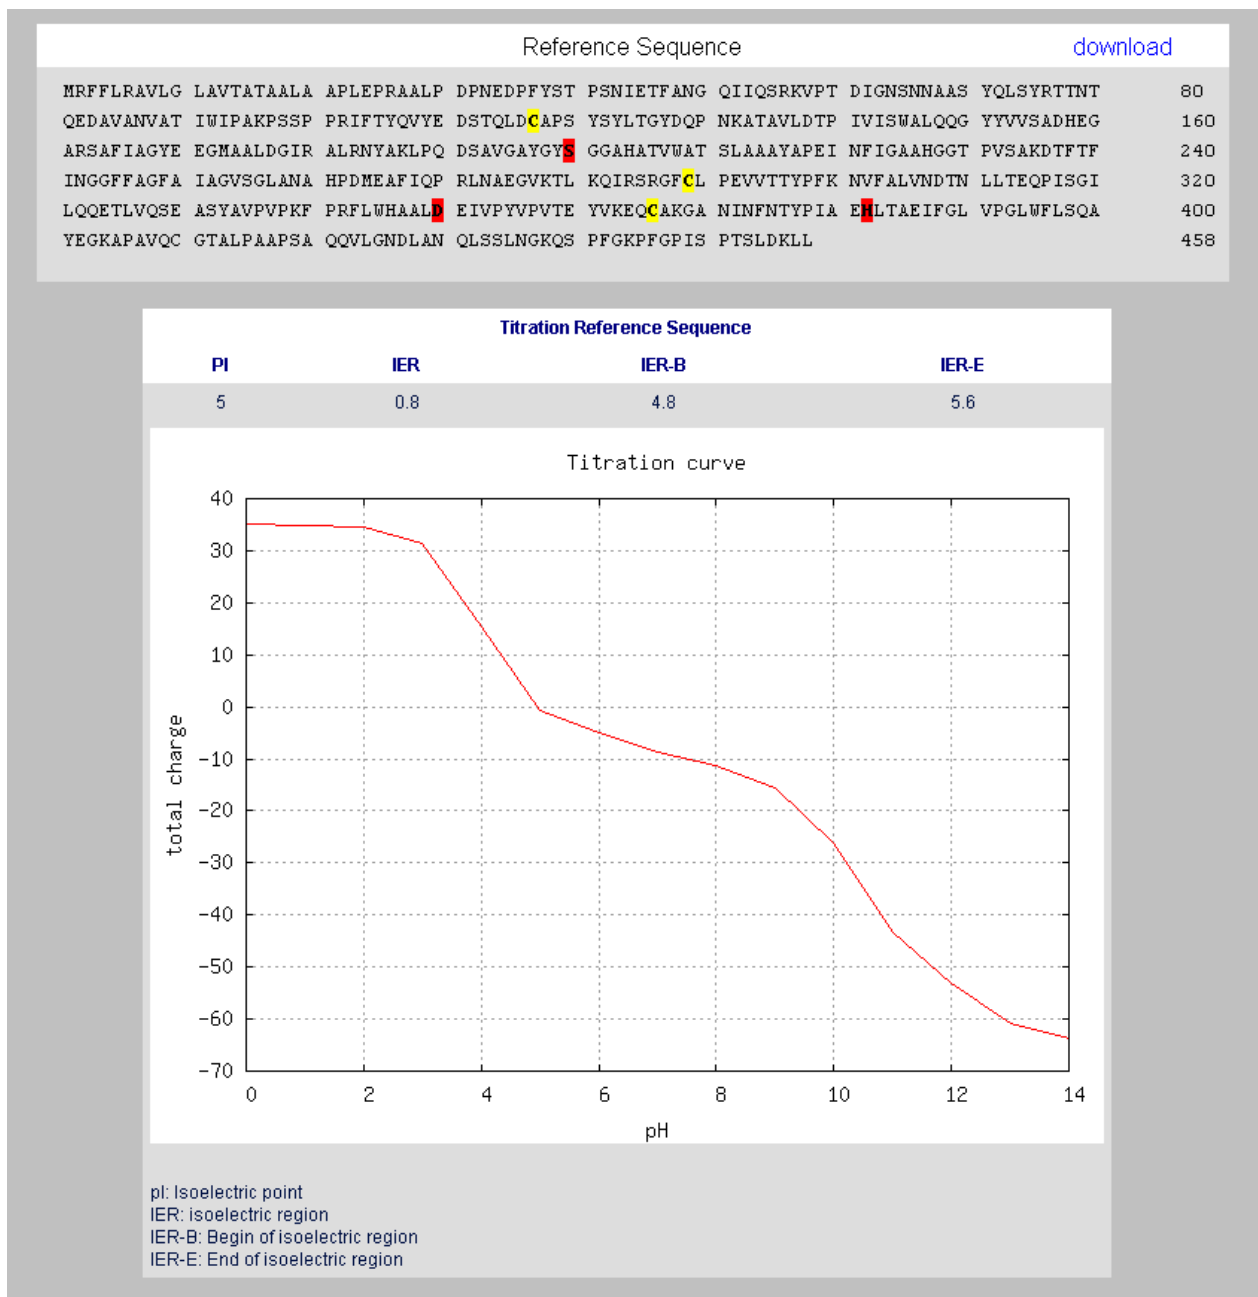 Reference Sequence download
MRFFLRAVLG LAVTATAALA APLEPRAALP DPNEDPFYST PSNIETFANG QIIQSRKVPT DIGNSNNAAS YQLSYRTTNT 80
QEDAVANVAT IWIPAKPSSP PRIFTYQVYE DSTQLDCAPS YSYLTGYDQP NKATAVLDTP IVISWALQQG YYVVSADHEG 160
ARSAFIAGYE EGMAALDGIR ALRNYAKLPQ DSAVGAYGYS GGAHATVWAT SLAAAYAPEI NFIGAAHGGT PVSAKDTFTF 240
INGGFFAGFA IAGVSGLANA HPDMEAFIQP RLNAEGVKTL KQIRSRGFCL PEVVTTYPFK NVFALVNDTN LLTEQPISGI 320
LQQETLVQSE ASYAVPVPKF PRFLWHAALD EIVPYVPVTE YVKEQCAKGA NINFNTYPIA EHLTAEIFGL VPGLWFLSQA 400
YEGKAPAVQC GTALPAAPSA QQVLGNDLAN QLSSLNGKQS PFGKPFGPIS PTSLDKLL 458
Titration Reference Sequence
PI IER IER-B IER-E
5 0.8 4.8 5.6
Titration curve
40
30
20
10
0
-10
-20
-30
-40
-50
-60
-70
total charge
0 2 4 6 8 10 12 14
pH
pI: Isoelectric point
IER: isoelectric region
IER-B: Begin of isoelectric region
IER-E: End of isoelectric region